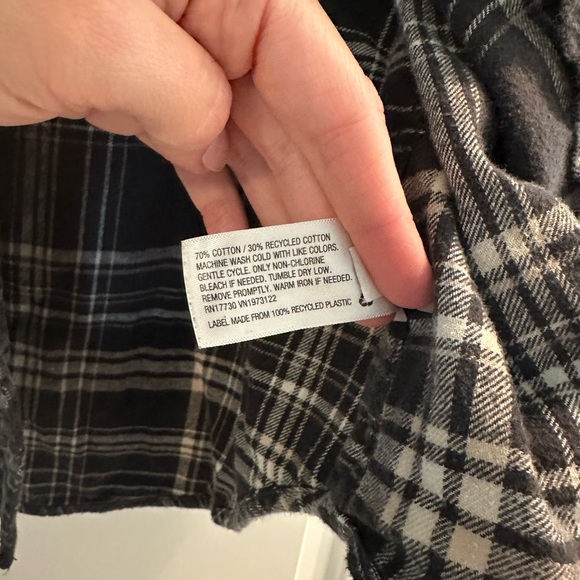 70% COTTON / 30% RECYCLED COTTON
MACHINE WASH COLD WITH LIKE COLORS.
GENTLE CYCLE. ONLY NON-CHLORINE
BLEACH IF NEEDED. TUMBLE DRY LOW.
REMOVE PROMPTLY. WARM IRON IF NEEDED.
RN17730 VN1973122
LABEL MADE FROM 100% RECYCLED PLASTIC